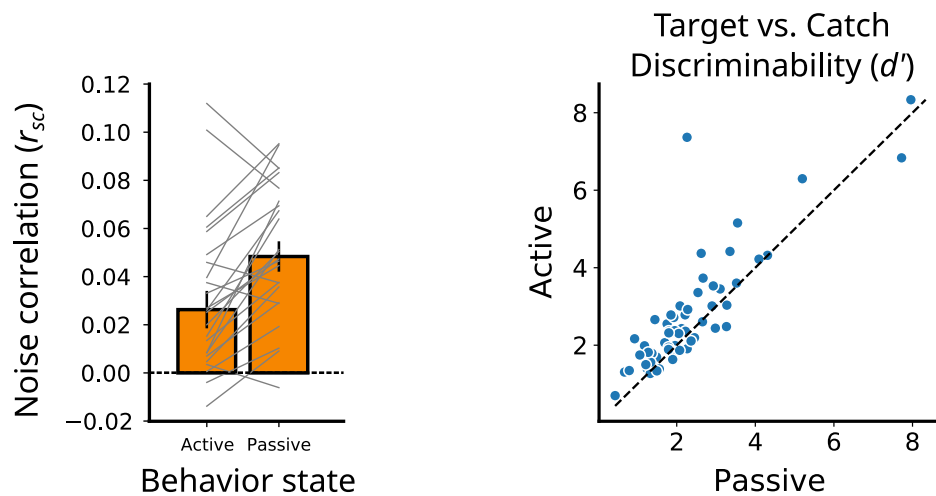 Noise correlation (r_sc)
0.12
0.10
0.08
0.06
0.04
0.02
0.00
−0.02
Active
Passive
Behavior state
Target vs. Catch
Discriminability (d')
Active
8
6
4
2
2
4
6
8
Passive